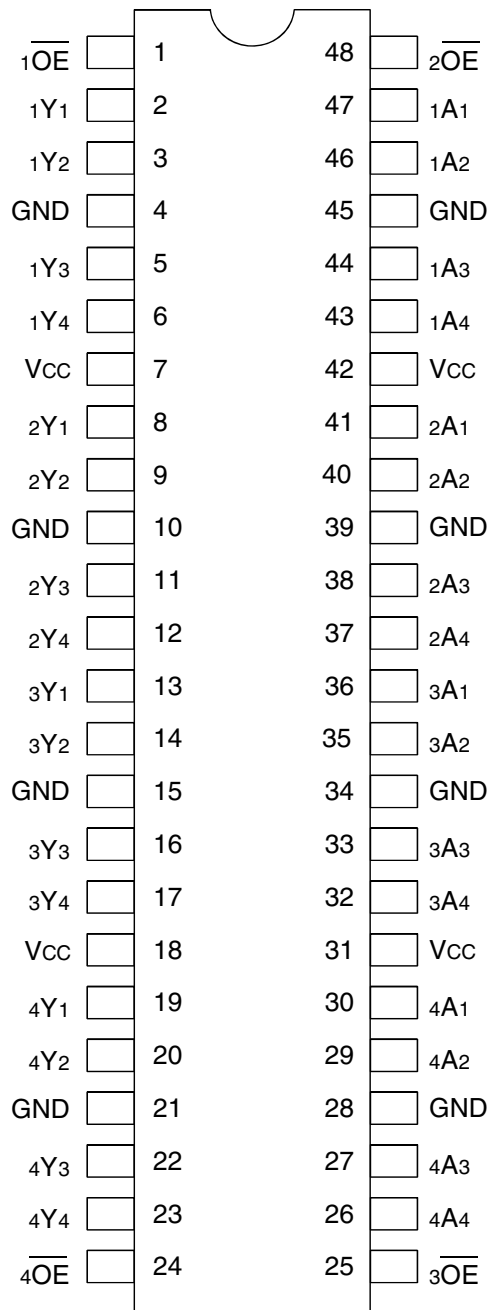 1O̅E̅ 1 48 2O̅E̅
1Y1 2 47 1A1
1Y2 3 46 1A2
GND 4 45 GND
1Y3 5 44 1A3
1Y4 6 43 1A4
VCC 7 42 VCC
2Y1 8 41 2A1
2Y2 9 40 2A2
GND 10 39 GND
2Y3 11 38 2A3
2Y4 12 37 2A4
3Y1 13 36 3A1
3Y2 14 35 3A2
GND 15 34 GND
3Y3 16 33 3A3
3Y4 17 32 3A4
VCC 18 31 VCC
4Y1 19 30 4A1
4Y2 20 29 4A2
GND 21 28 GND
4Y3 22 27 4A3
4Y4 23 26 4A4
4O̅E̅ 24 25 3O̅E̅